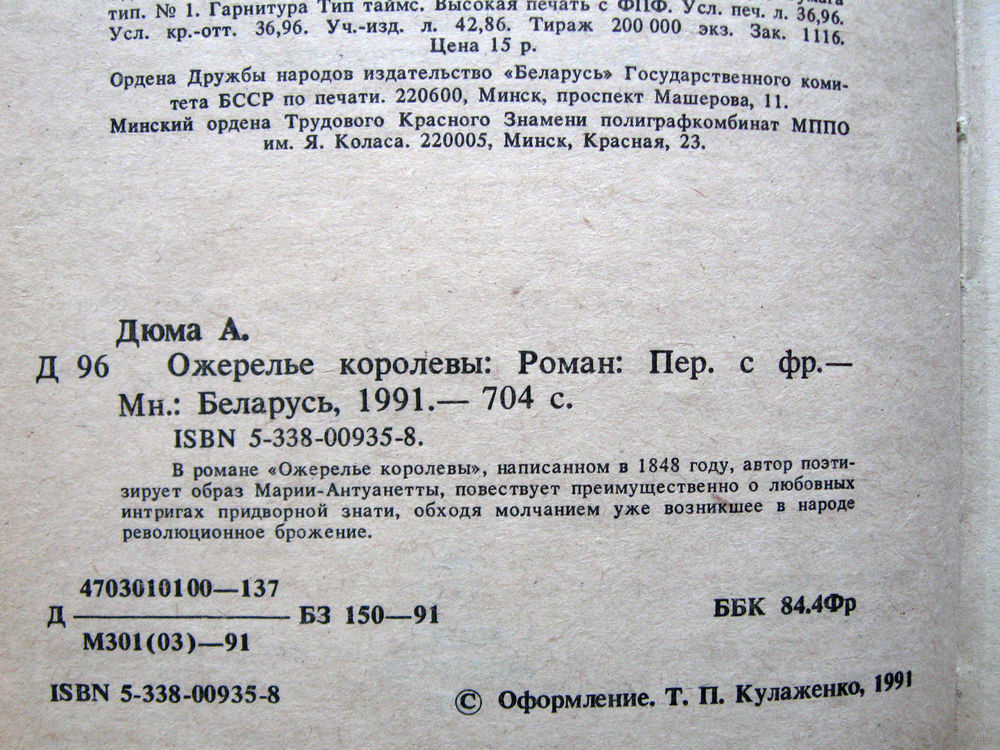 тип. № 1. Гарнитура Тип таймс. Высокая печать с ФПФ. Усл. печ. л. 36,96.
Усл. кр.-отт. 36,96. Уч.-изд. л. 42,86. Тираж 200 000 экз. Зак. 1116.
Цена 15 р.
Ордена Дружбы народов издательство «Беларусь» Государственного коми-
тета БССР по печати. 220600, Минск, проспект Машерова, 11.
Минский ордена Трудового Красного Знамени полиграфкомбинат МППО
им. Я. Коласа. 220005, Минск, Красная, 23.
Дюма А.
Д 96 Ожерелье королевы: Роман: Пер. с фр.—
Мн.: Беларусь, 1991.— 704 с.
ISBN 5-338-00935-8.
В романе «Ожерелье королевы», написанном в 1848 году, автор поэти-
зирует образ Марии-Антуанетты, повествует преимущественно о любовных
интригах придворной знати, обходя молчанием уже возникшее в народе
революционное брожение.
4703010100—137
Д БЗ 150—91
М301(03)—91
ББК 84.4Фр
ISBN 5-338-00935-8
© Оформление. Т. П. Кулаженко, 1991